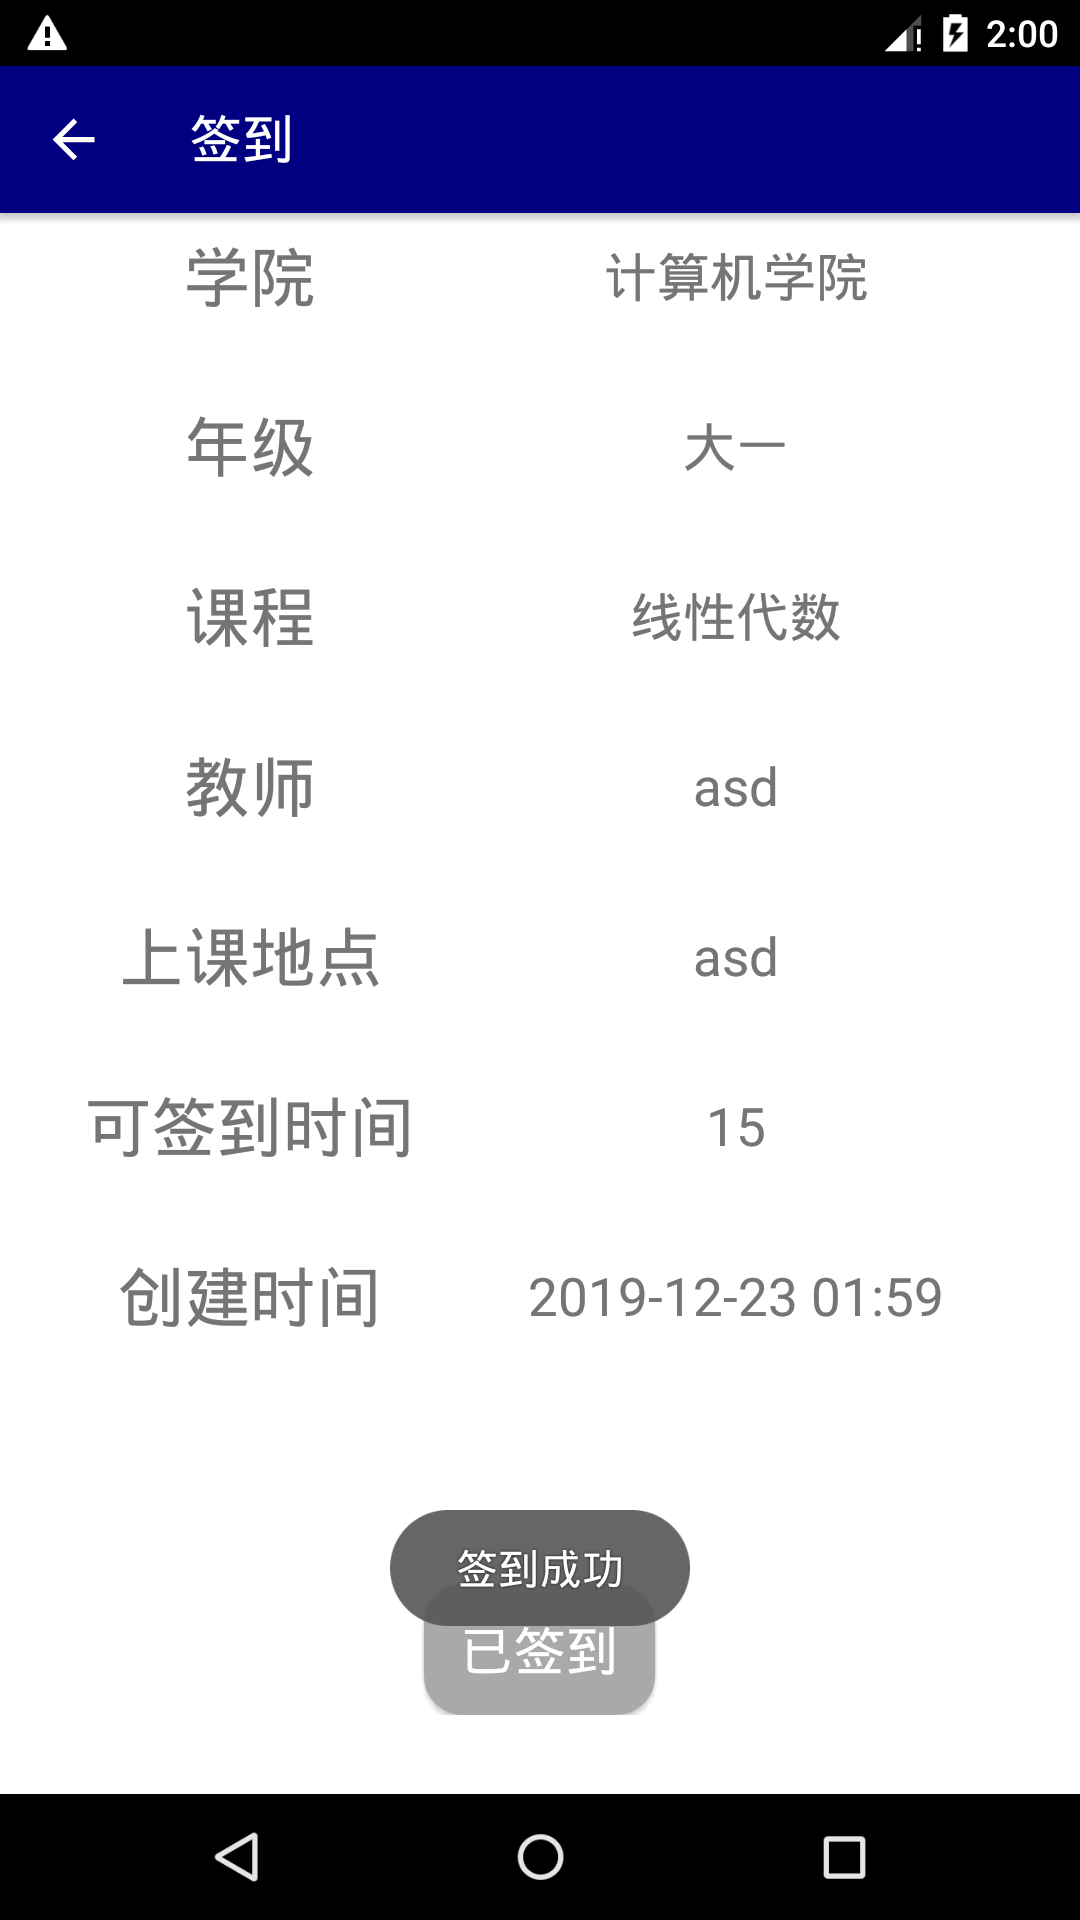 2:00
签到
学院 计算机学院
年级 大一
课程 线性代数
教师 asd
上课地点 asd
可签到时间 15
创建时间 2019-12-23 01:59
签到成功
已签到